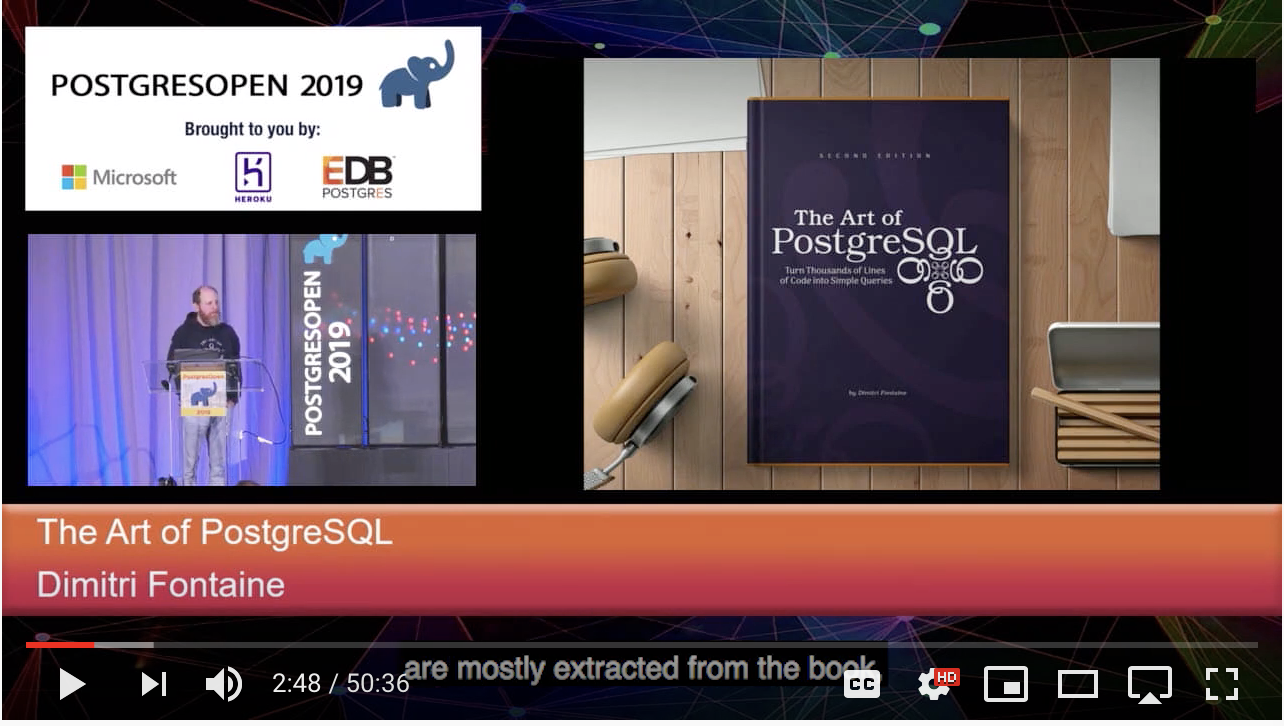 POSTGRESOPEN 2019
Brought to you by:
Microsoft
HEROKU
EDB
POSTGRES
SECOND EDITION
The Art of
PostgreSQL
Turn Thousands of Lines
of Code into Simple Queries
by Dimitri Fontaine
POSTGRESOPEN
2019
PostgresOpen
2019
The Art of PostgreSQL
Dimitri Fontaine
are mostly extracted from the book
2:48 / 50:36
CC
HD